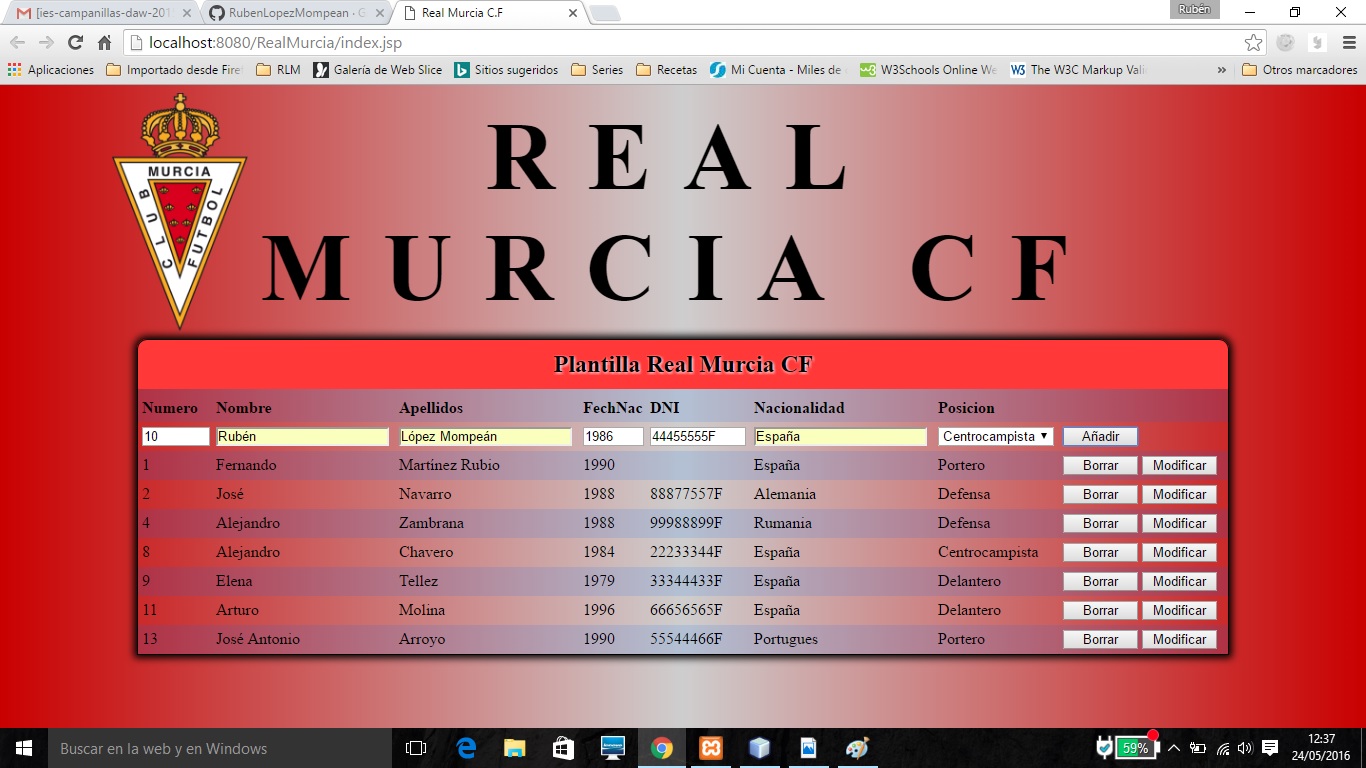 [ies-campanillas-daw-201
RubenLopezMompean · G
Real Murcia C.F
Rubén
localhost:8080/RealMurcia/index.jsp
Aplicaciones Importado desde Firef RLM Galería de Web Slice Sitios sugeridos Series Recetas Mi Cuenta - Miles de W3Schools Online We W3 The W3C Markup Vali » Otros marcadores
MURCIA
CLUB
FUTBOL
REAL
MURCIA CF
Plantilla Real Murcia CF
Numero Nombre Apellidos FechNac DNI Nacionalidad Posicion
10 Rubén López Mompeán 1986 44455555F España Centrocampista Añadir
1 Fernando Martínez Rubio 1990 España Portero Borrar Modificar
2 José Navarro 1988 88877557F Alemania Defensa Borrar Modificar
4 Alejandro Zambrana 1988 99988899F Rumania Defensa Borrar Modificar
8 Alejandro Chavero 1984 22233344F España Centrocampista Borrar Modificar
9 Elena Tellez 1979 33344433F España Delantero Borrar Modificar
11 Arturo Molina 1996 66656565F España Delantero Borrar Modificar
13 José Antonio Arroyo 1990 55544466F Portugues Portero Borrar Modificar
Buscar en la web y en Windows
59%
12:37
24/05/2016